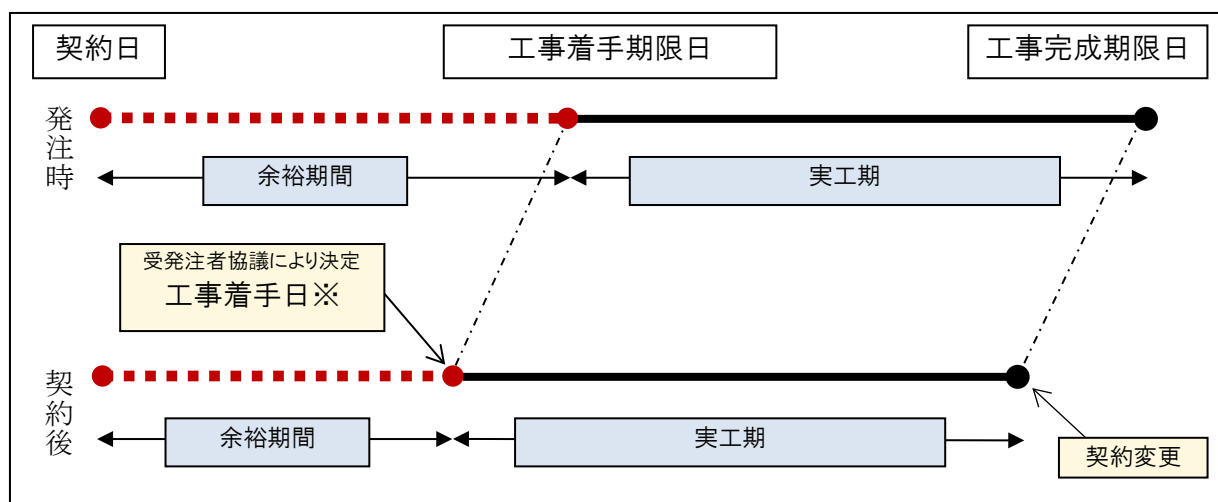 契約日
工事着手期限日
工事完成期限日
発注時
余裕期間
実工期
受発注者協議により決定
工事着手日※
契約後
余裕期間
実工期
契約変更